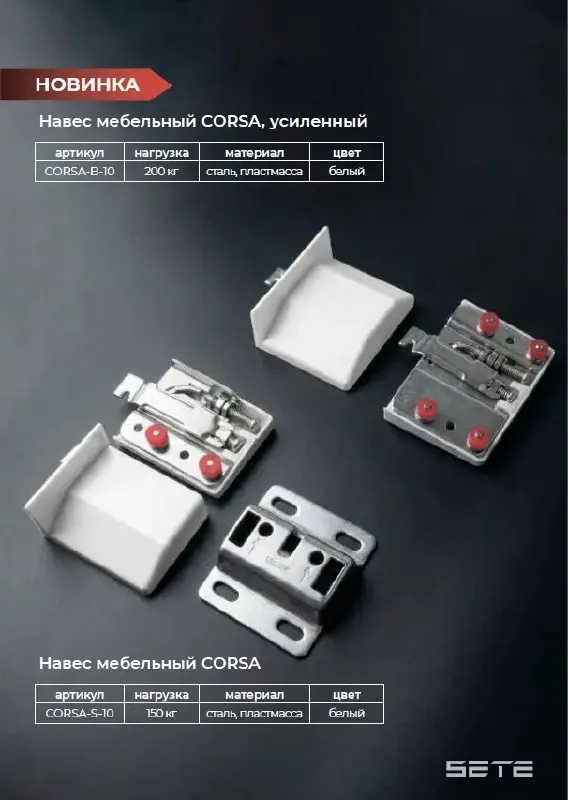 НОВИНКА
Навес мебельный CORSA, усиленный
артикул нагрузка материал цвет
CORSA-B-10 200 кг сталь, пластмасса белый
Навес мебельный CORSA
артикул нагрузка материал цвет
CORSA-S-10 150 кг сталь, пластмасса белый
SETE